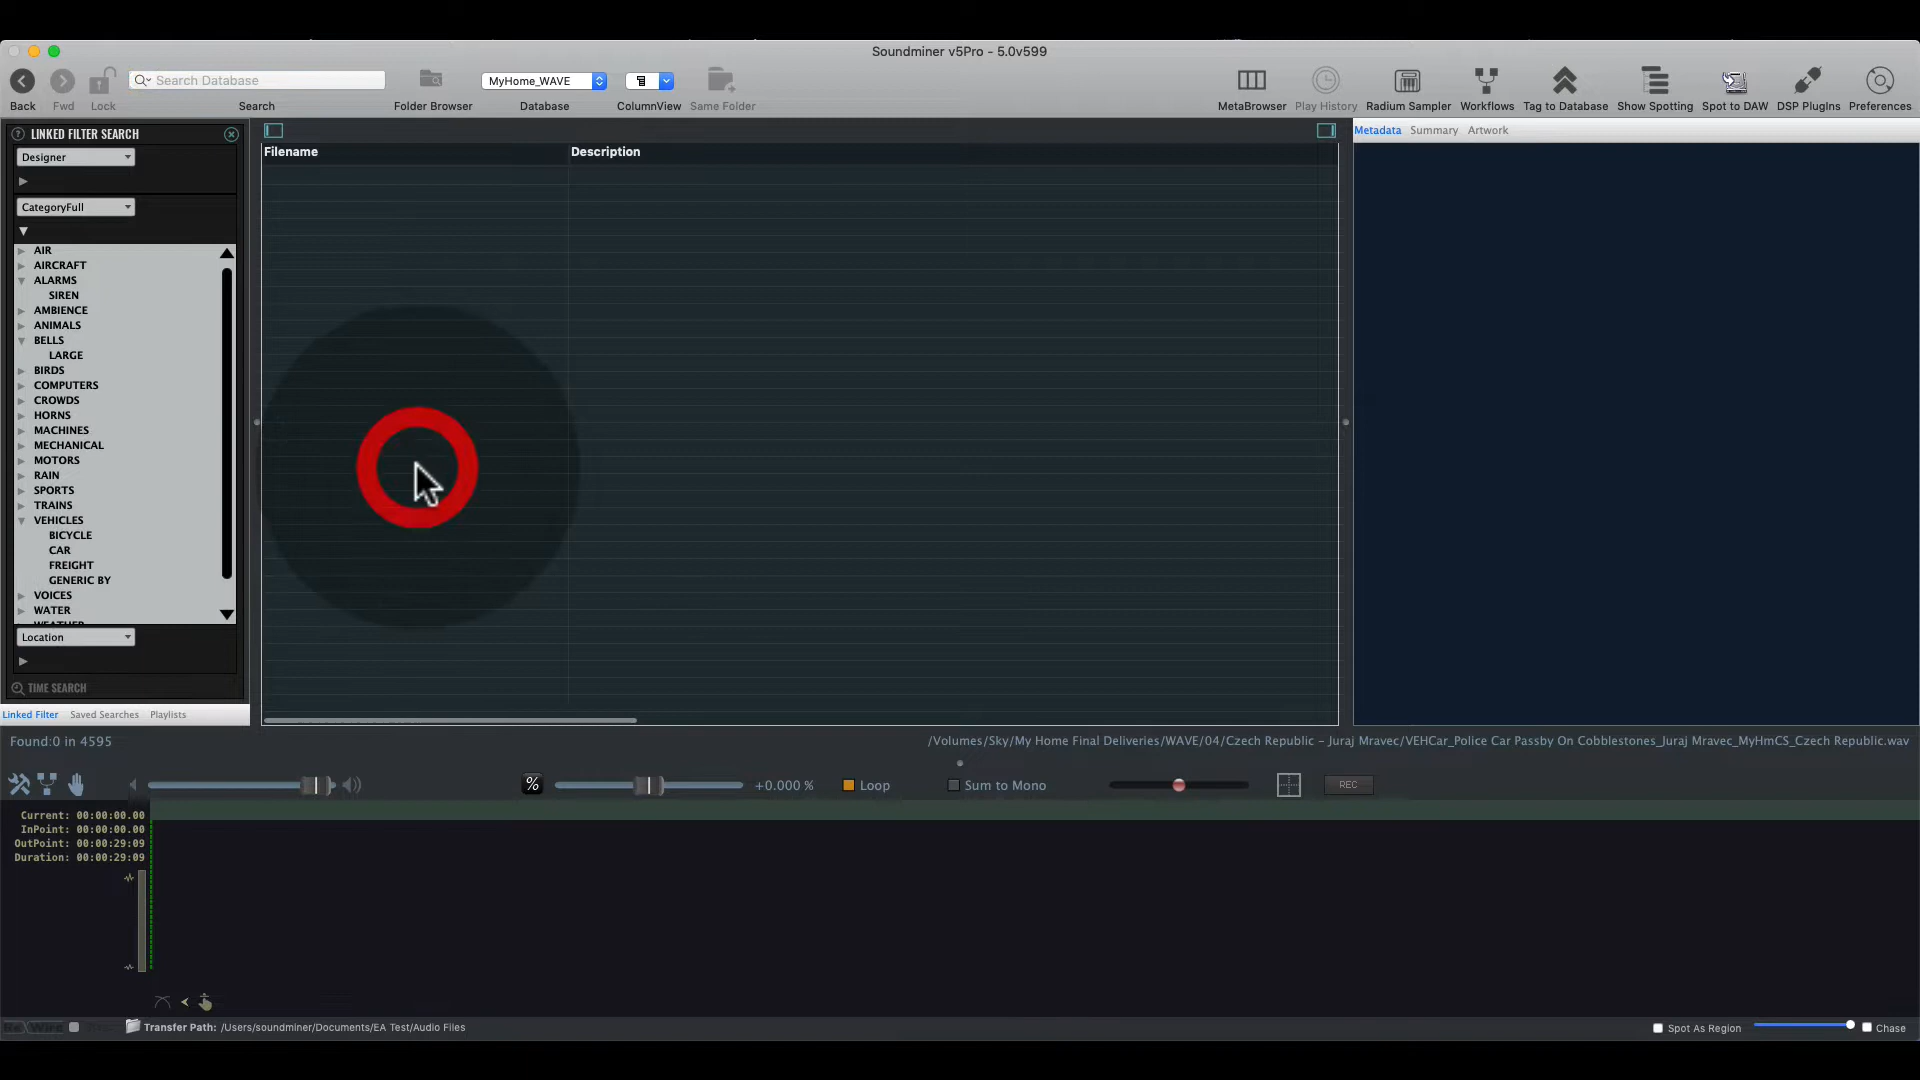 Soundminer v5Pro – 5.0v599
Search Database
MyHome_WAVE
Back
Fwd
Lock
Search
Folder Browser
Database
ColumnView
Same Folder
MetaBrowser
Play History
Radium Sampler
Workflows
Tag to Database
Show Spotting
Spot to DAW
DSP PlugIns
Preferences
LINKED FILTER SEARCH
Designer
CategoryFull
AIR
AIRCRAFT
ALARMS
SIREN
AMBIENCE
ANIMALS
BELLS
LARGE
BIRDS
COMPUTERS
CROWDS
HORNS
MACHINES
MECHANICAL
MOTORS
RAIN
SPORTS
TRAINS
VEHICLES
BICYCLE
CAR
FREIGHT
GENERIC BY
VOICES
WATER
Location
TIME SEARCH
Linked Filter Saved Searches Playlists
Filename Description
Metadata Summary Artwork
Found:0 in 4595
/Volumes/Sky/My Home Final Deliveries/WAVE/04/Czech Republic – Juraj Mravec/VEHCar_Police Car Passby On Cobblestones_Juraj Mravec_MyHmCS_Czech Republic.wav
%
+0.000 %
Loop
Sum to Mono
REC
Current: 00:00:00.00
InPoint: 00:00:00.00
OutPoint: 00:00:29:09
Duration: 00:00:29:09
Transfer Path: /Users/soundminer/Documents/EA Test/Audio Files
Spot As Region
Chase